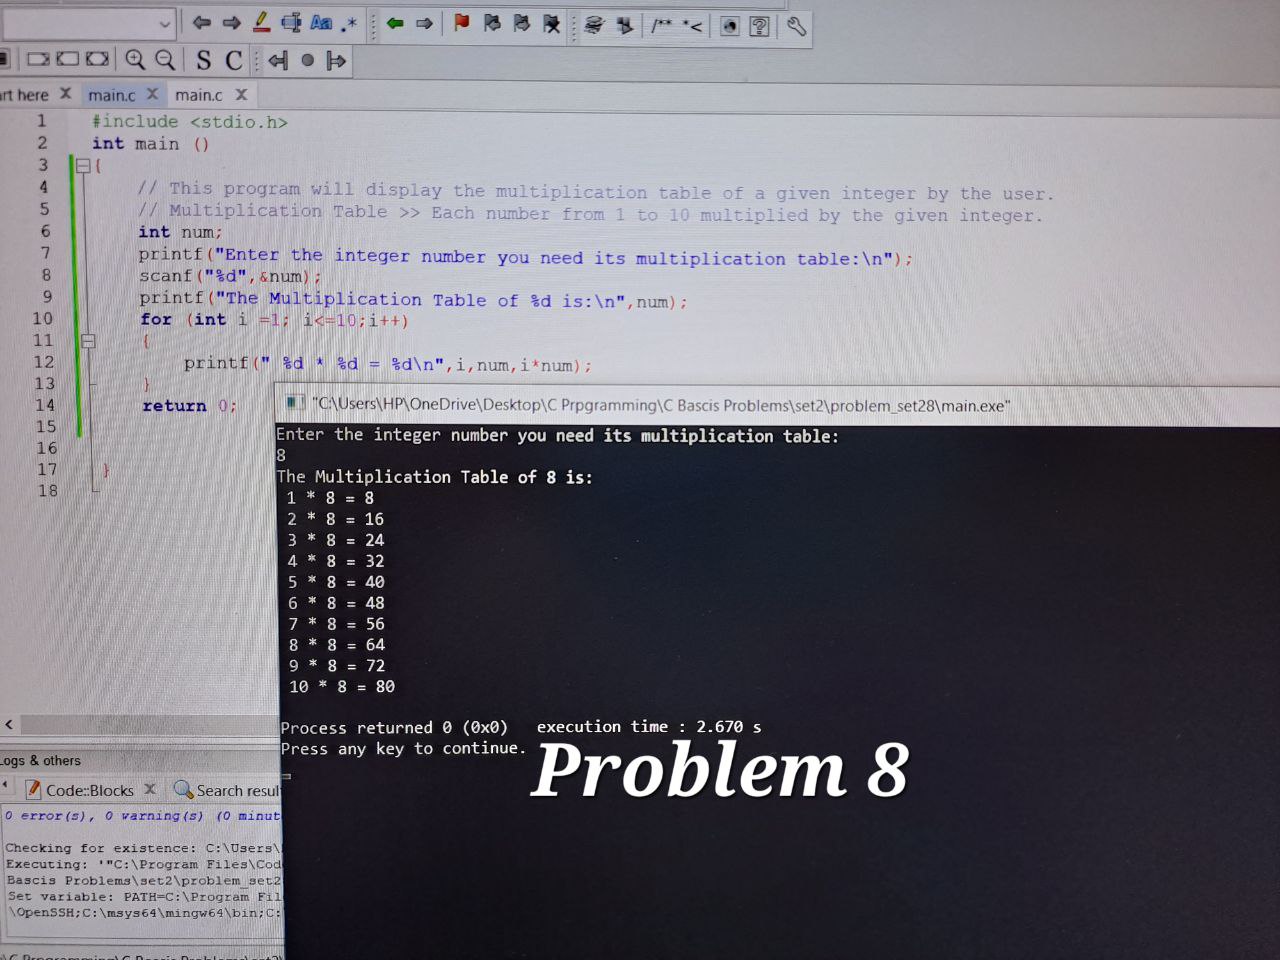 Aa .*
/** *<
S C
rt here X main.c X main.c X
1 #include <stdio.h>
2 int main ()
3 {
4 // This program will display the multiplication table of a given integer by the user.
5 // Multiplication Table >> Each number from 1 to 10 multiplied by the given integer.
6 int num;
7 printf("Enter the integer number you need its multiplication table:\n");
8 scanf("%d",&num);
9 printf("The Multiplication Table of %d is:\n",num);
10 for (int i =1; i<=10;i++)
11 {
12 printf(" %d * %d = %d\n",i,num,i*num);
13 }
14 return 0;
15
16
17 }
18
"C:\Users\HP\OneDrive\Desktop\C Prpgramming\C Bascis Problems\set2\problem_set28\main.exe"
Enter the integer number you need its multiplication table:
8
The Multiplication Table of 8 is:
1 * 8 = 8
2 * 8 = 16
3 * 8 = 24
4 * 8 = 32
5 * 8 = 40
6 * 8 = 48
7 * 8 = 56
8 * 8 = 64
9 * 8 = 72
10 * 8 = 80
Process returned 0 (0x0) execution time : 2.670 s
Press any key to continue.
Problem 8
Logs & others
Code::Blocks X Search resul
0 error(s), 0 warning(s) (0 minut
Checking for existence: C:\Users\
Executing: '"C:\Program Files\Cod
Bascis Problems\set2\problem_set2
Set variable: PATH=C:\Program Fil
\OpenSSH;C:\msys64\mingw64\bin;C: